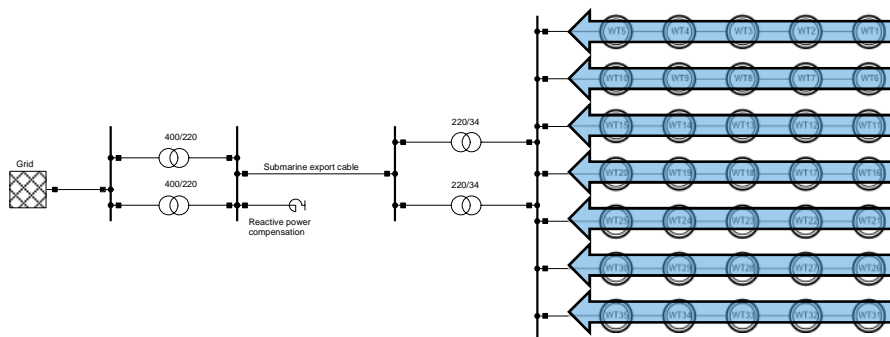 WT5 WT4 WT3 WT2 WT1
WT10 WT9 WT8 WT7 WT6
400/220
220/34
WT15 WT14 WT13 WT12 WT11
Grid
Submarine export cable
400/220
220/34
WT20 WT19 WT18 WT17 WT16
Reactive power
compensation
WT25 WT24 WT23 WT22 WT21
WT30 WT29 WT28 WT27 WT26
WT35 WT34 WT33 WT32 WT31